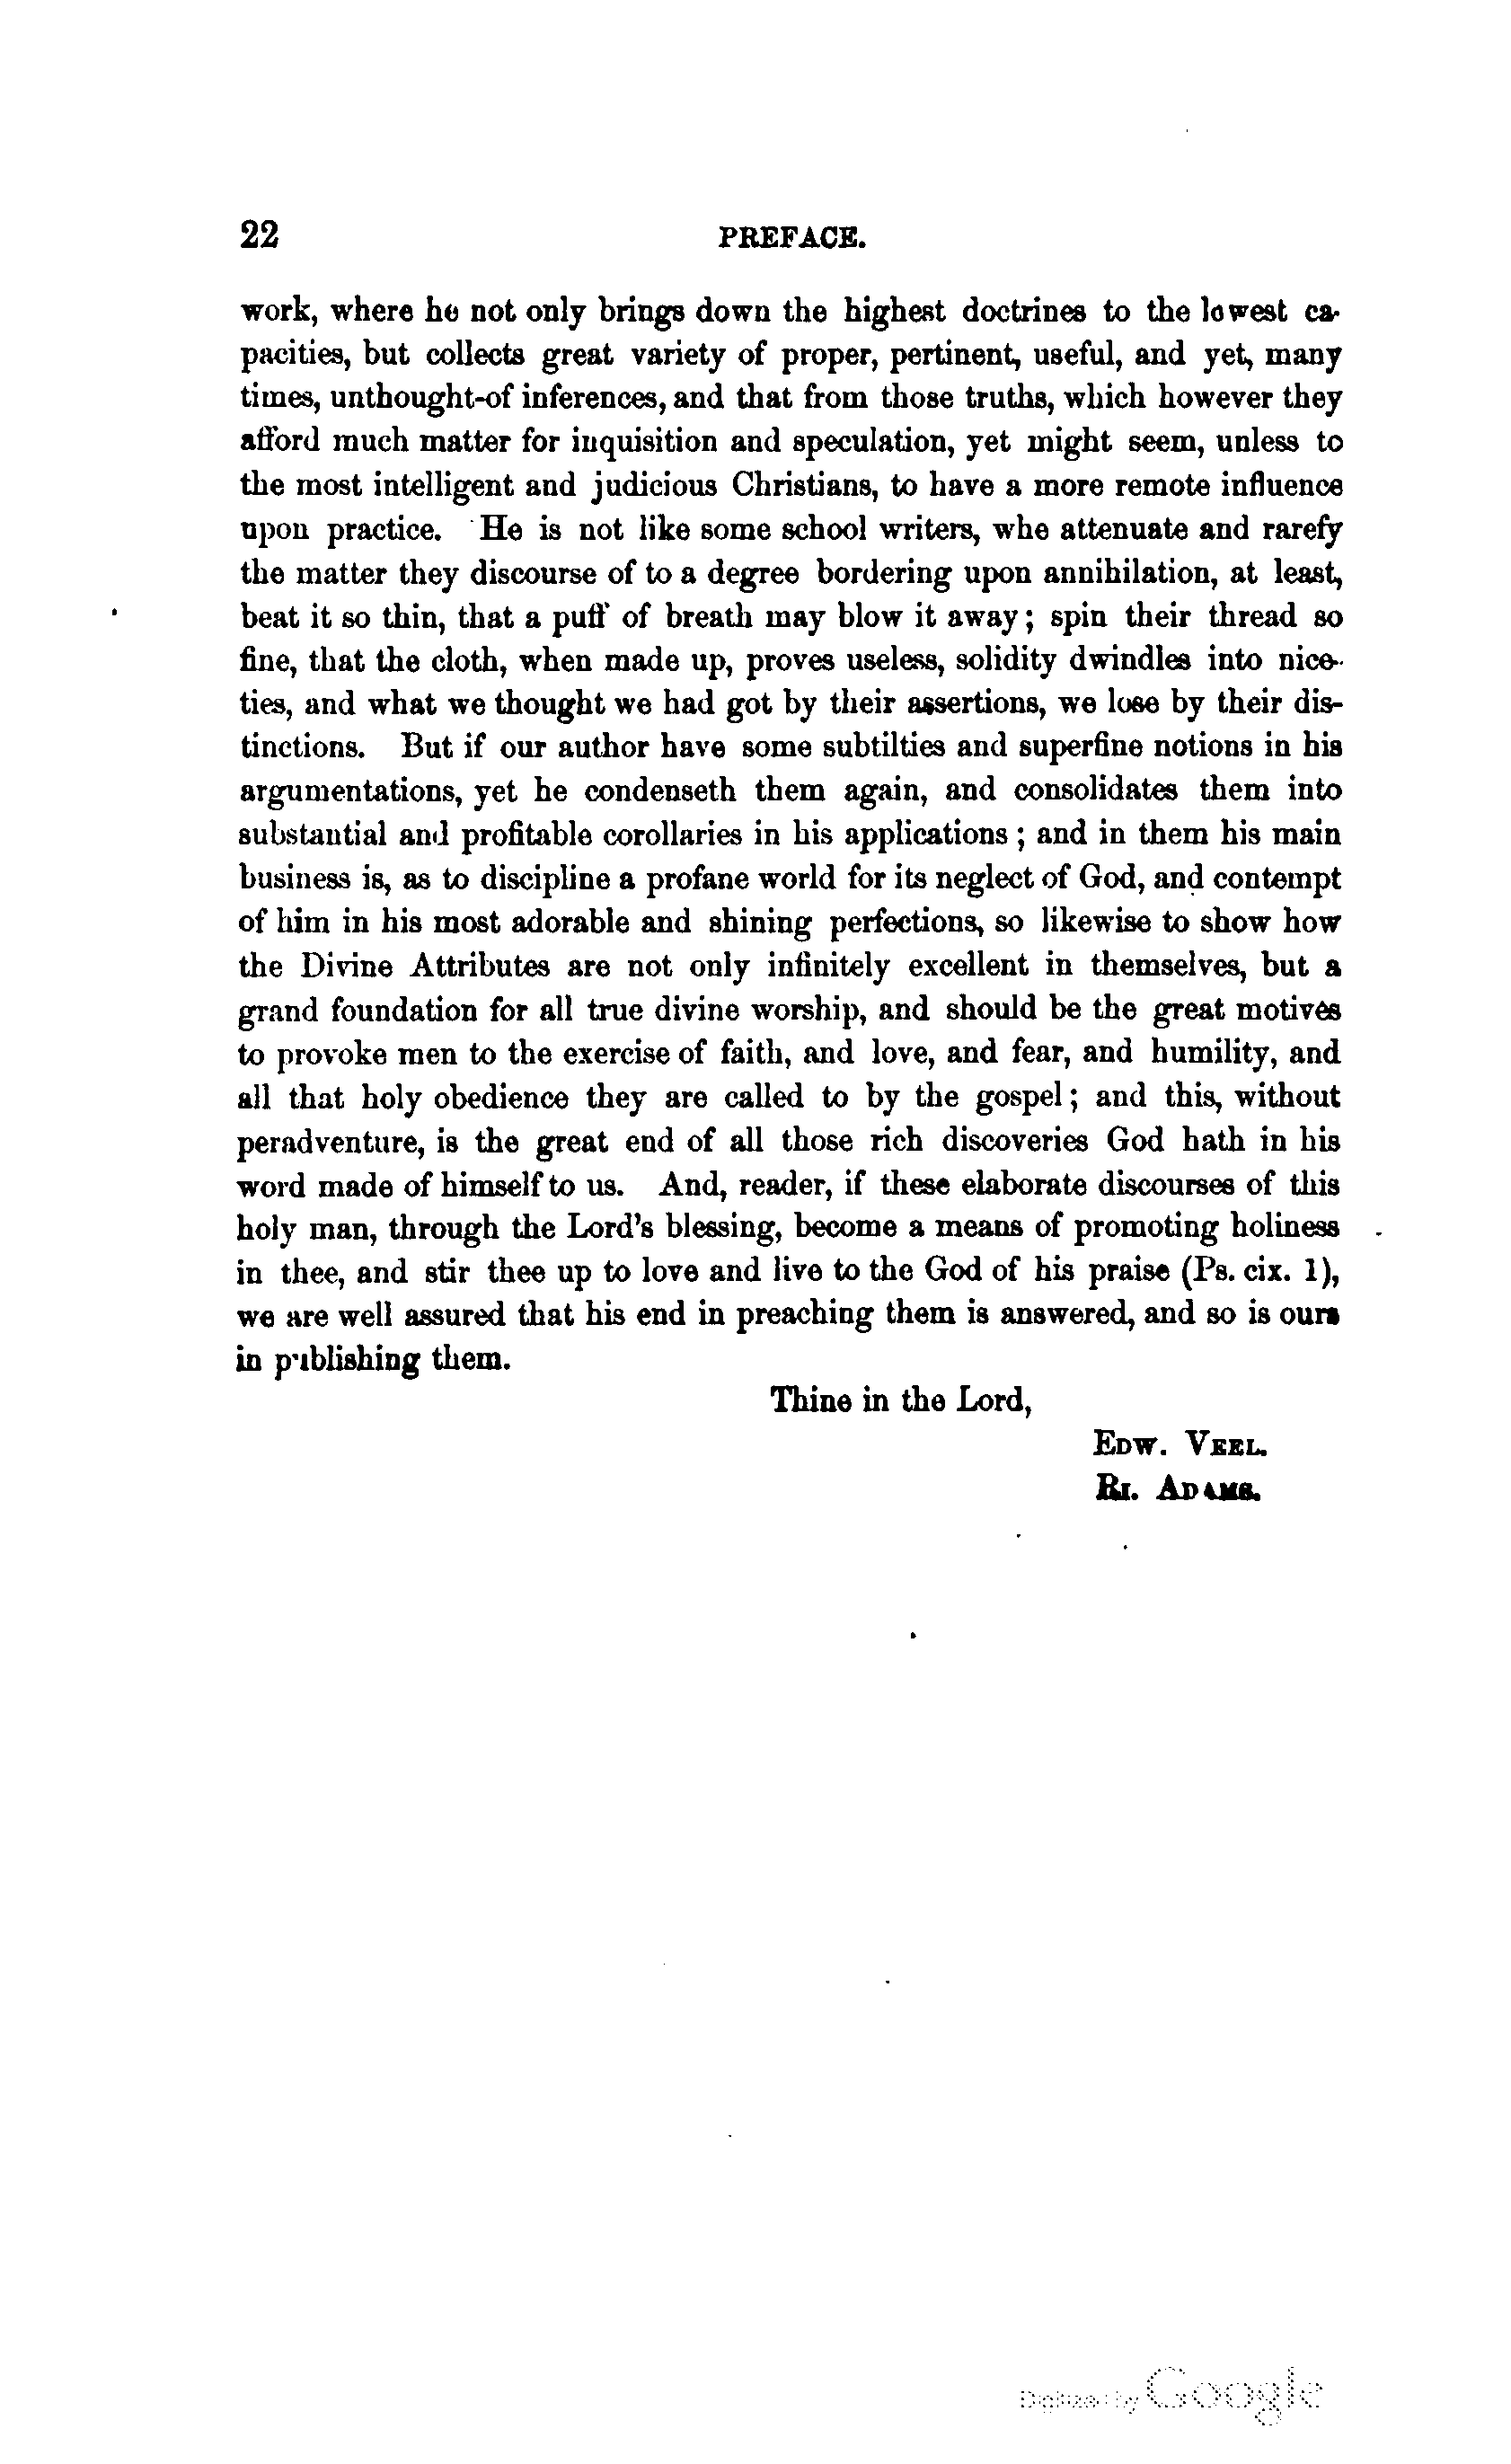 22 PREFACE.
work, where he not only brings down the highest doctrines to the lowest ca-
pacities, but collects great variety of proper, pertinent, useful, and yet, many
times, unthought-of inferences, and that from those truths, which however they
afford much matter for inquisition and speculation, yet might seem, unless to
the most intelligent and judicious Christians, to have a more remote influence
upon practice. He is not like some school writers, whe attenuate and rarefy
the matter they discourse of to a degree bordering upon annihilation, at least,
beat it so thin, that a puff of breath may blow it away; spin their thread so
fine, that the cloth, when made up, proves useless, solidity dwindles into nice-
ties, and what we thought we had got by their assertions, we lose by their dis-
tinctions. But if our author have some subtilties and superfine notions in his
argumentations, yet he condenseth them again, and consolidates them into
substantial and profitable corollaries in his applications; and in them his main
business is, as to discipline a profane world for its neglect of God, and contempt
of him in his most adorable and shining perfections, so likewise to show how
the Divine Attributes are not only infinitely excellent in themselves, but a
grand foundation for all true divine worship, and should be the great motives
to provoke men to the exercise of faith, and love, and fear, and humility, and
all that holy obedience they are called to by the gospel; and this, without
peradventure, is the great end of all those rich discoveries God hath in his
word made of himself to us. And, reader, if these elaborate discourses of this
holy man, through the Lord's blessing, become a means of promoting holiness
in thee, and stir thee up to love and live to the God of his praise (Ps. cix. 1),
we are well assured that his end in preaching them is answered, and so is ours
in publishing them.
Thine in the Lord,
EDW. VEEL.
RI. ADAMS.
Digitized by Google